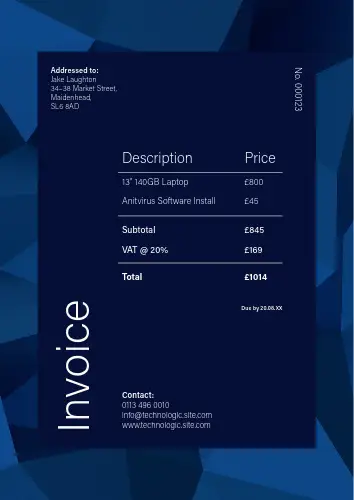 Addressed to:
Jake Laughton
34-38 Market Street,
Maidenhead,
SL6 8AD
No. 000123
Description Price
13" 140GB Laptop £800
Anitvirus Software Install £45
Subtotal £845
VAT @ 20% £169
Total £1014
Due by 20.08.XX
Invoice
Contact:
0113 496 0010
info@technologic.site.com
www.technologic.site.com